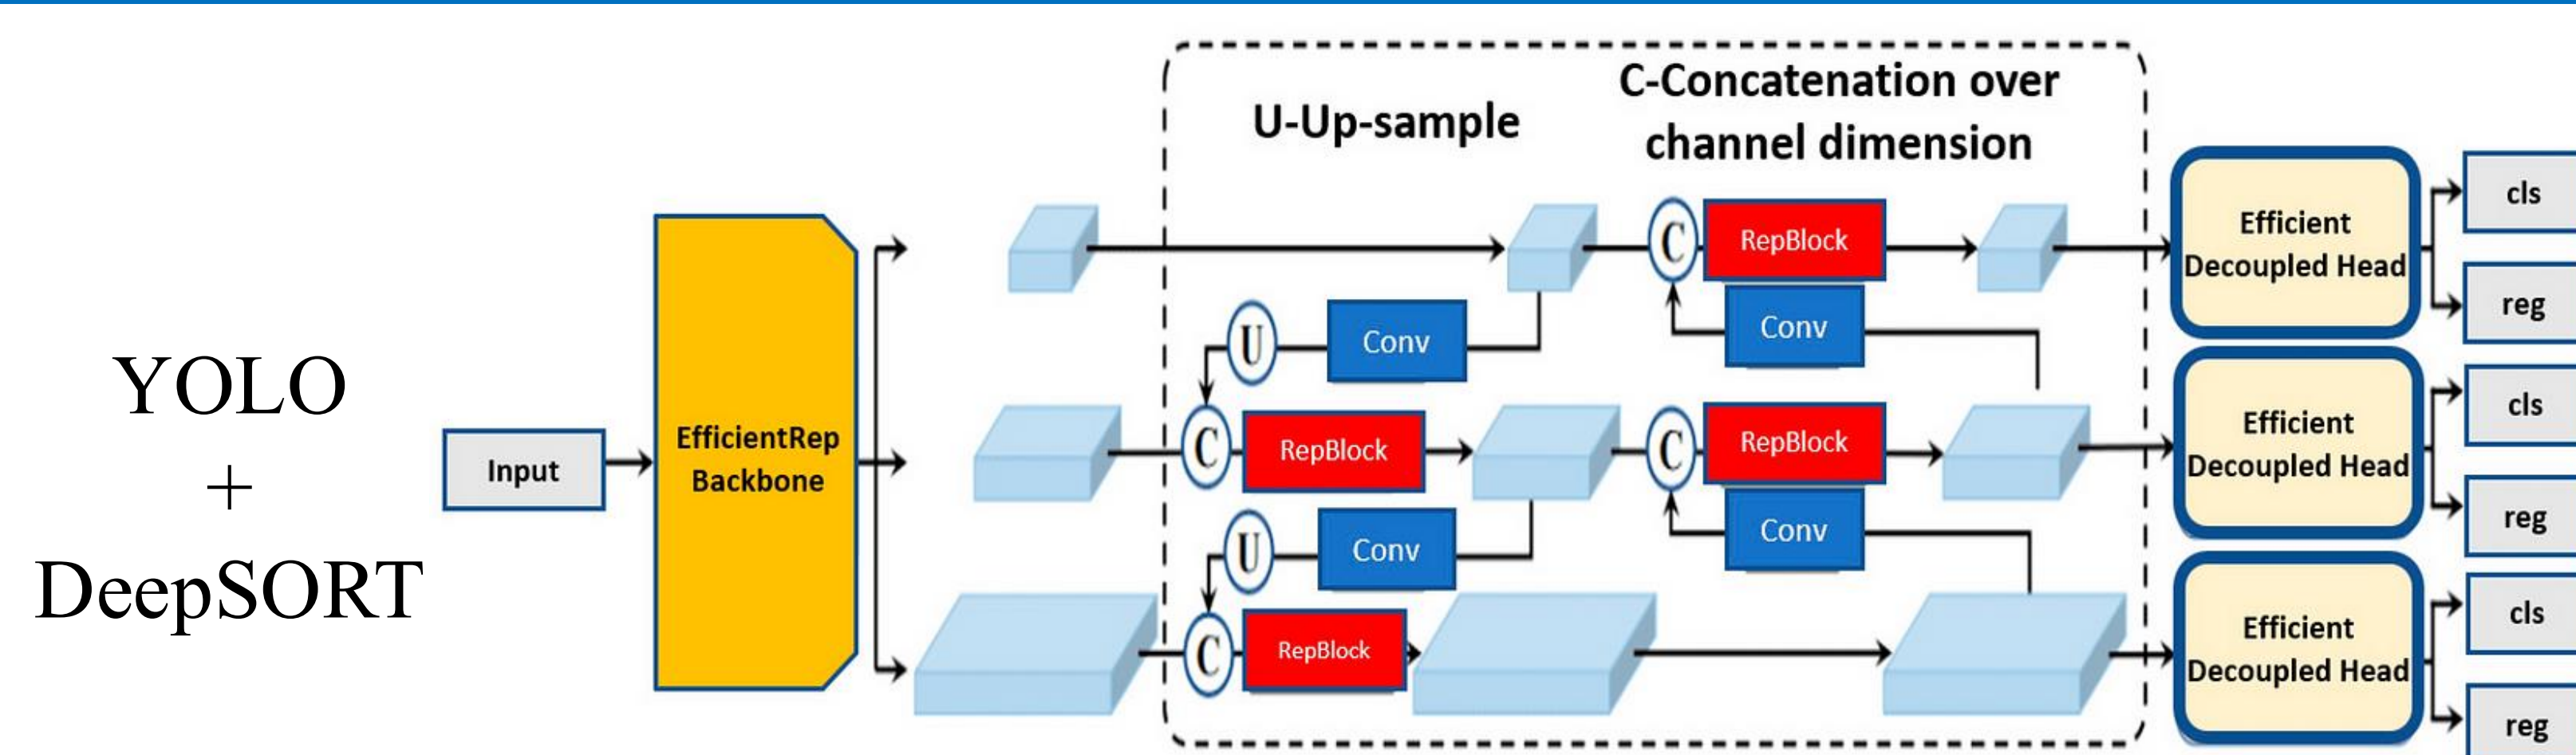 YOLO
+
DeepSORT
Input
EfficientRep
Backbone
U-Up-sample
C-Concatenation over
channel dimension
C
RepBlock
Conv
U
Conv
C
RepBlock
C
RepBlock
Conv
U
Conv
C
RepBlock
Efficient
Decoupled Head
cls
reg
Efficient
Decoupled Head
cls
reg
Efficient
Decoupled Head
cls
reg